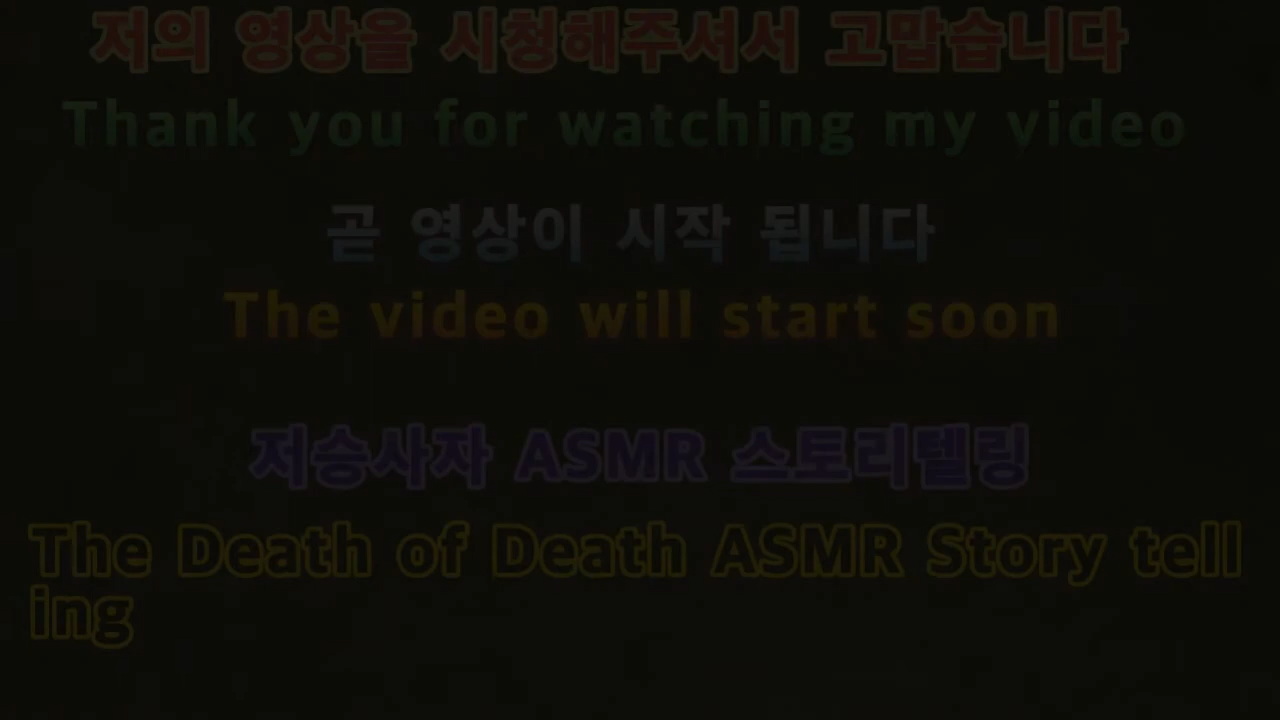 저의 영상을 시청해주셔서 고맙습니다
Thank you for watching my video
곧 영상이 시작 됩니다
The video will start soon
저승사자 ASMR 스토리텔링
The Death of Death ASMR Story tell
ing